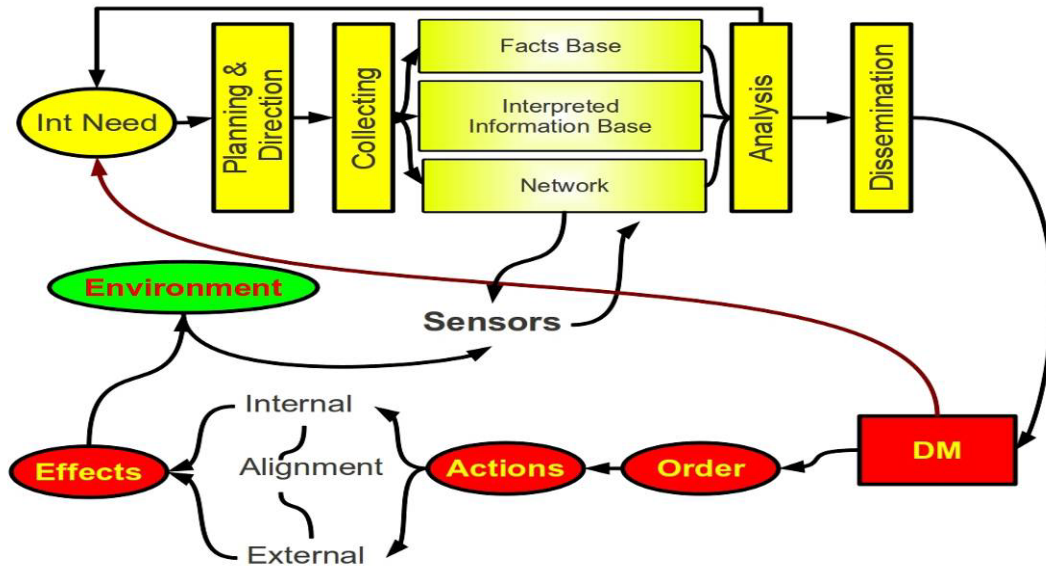 Int Need
Planning &
Direction
Collecting
Facts Base
Interpreted
Information Base
Network
Analysis
Dissemination
Environment
Sensors
Internal
Alignment
External
Effects
Actions
Order
DM